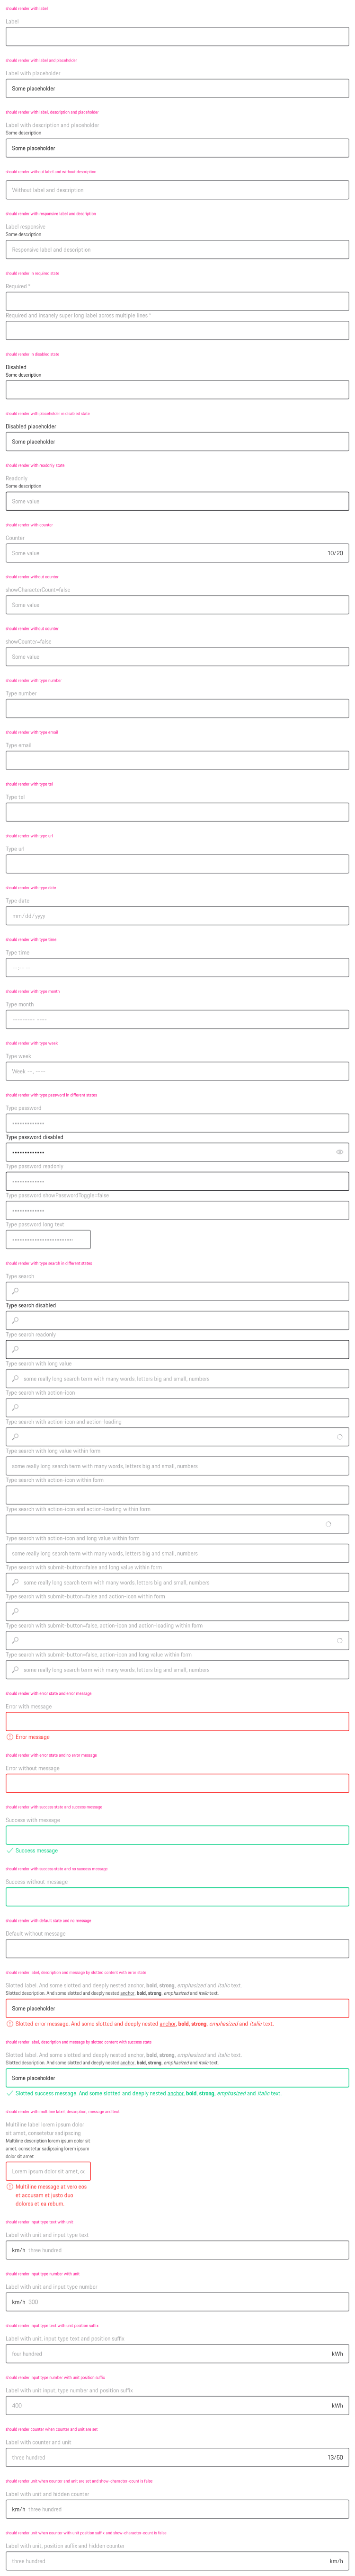 should render with label
Label
should render with label and placeholder
Label with placeholder
Some placeholder
should render with label, description and placeholder
Label with description and placeholder
Some description
Some placeholder
should render without label and without description
Without label and description
should render with responsive label and description
Label responsive
Some description
Responsive label and description
should render in required state
Required *
Required and insanely super long label across multiple lines *
should render in disabled state
Disabled
Some description
should render with placeholder in disabled state
Disabled placeholder
Some placeholder
should render with readonly state
Readonly
Some description
Some value
should render with counter
Counter
Some value 10/20
should render without counter
showCharacterCount=false
Some value
should render without counter
showCounter=false
Some value
should render with type number
Type number
should render with type email
Type email
should render with type tel
Type tel
should render with type url
Type url
should render with type date
Type date
mm/dd/yyyy
should render with type time
Type time
--:-- --
should render with type month
Type month
--------- ----
should render with type week
Type week
Week --, ----
should render with type password in different states
Type password
•••••••••••••
Type password disabled
•••••••••••••
Type password readonly
•••••••••••••
Type password showPasswordToggle=false
•••••••••••••
Type password long text
•••••••••••••••••••••••••
should render with type search in different states
Type search
Type search disabled
Type search readonly
Type search with long value
some really long search term with many words, letters big and small, numbers
Type search with action-icon
Type search with action-icon and action-loading
Type search with long value within form
some really long search term with many words, letters big and small, numbers
Type search with action-icon within form
Type search with action-icon and action-loading within form
Type search with action-icon and long value within form
some really long search term with many words, letters big and small, numbers
Type search with submit-button=false and long value within form
some really long search term with many words, letters big and small, numbers
Type search with submit-button=false and action-icon within form
Type search with submit-button=false, action-icon and action-loading within form
Type search with submit-button=false, action-icon and long value within form
some really long search term with many words, letters big and small, numbers
should render with error state and error message
Error with message
Error message
should render with error state and no error message
Error without message
should render with success state and success message
Success with message
Success message
should render with success state and no success message
Success without message
should render with default state and no message
Default without message
should render label, description and message by slotted content with error state
Slotted label. And some slotted and deeply nested anchor, bold, strong, emphasized and italic text.
Slotted description. And some slotted and deeply nested anchor, bold, strong, emphasized and italic text.
Some placeholder
Slotted error message. And some slotted and deeply nested anchor, bold, strong, emphasized and italic text.
should render label, description and message by slotted content with success state
Slotted label. And some slotted and deeply nested anchor, bold, strong, emphasized and italic text.
Slotted description. And some slotted and deeply nested anchor, bold, strong, emphasized and italic text.
Some placeholder
Slotted success message. And some slotted and deeply nested anchor, bold, strong, emphasized and italic text.
should render with multiline label, description, message and text
Multiline label lorem ipsum dolor
sit amet, consetetur sadipscing
Multiline description lorem ipsum dolor sit
amet, consetetur sadipscing lorem ipsum
dolor sit amet
Lorem ipsum dolor sit amet, co
Multiline message at vero eos
et accusam et justo duo
dolores et ea rebum.
should render input type text with unit
Label with unit and input type text
km/h three hundred
should render input type number with unit
Label with unit and input type number
km/h 300
should render input type text with unit position suffix
Label with unit, input type text and position suffix
four hundred kWh
should render input type number with unit position suffix
Label with unit input, type number and position suffix
400 kWh
should render counter when counter and unit are set
Label with counter and unit
three hundred 13/50
should render unit when counter and unit are set and show-character-count is false
Label with unit and hidden counter
km/h three hundred
should render unit when counter with unit position suffix and show-character-count is false
Label with unit, position suffix and hidden counter
three hundred km/h